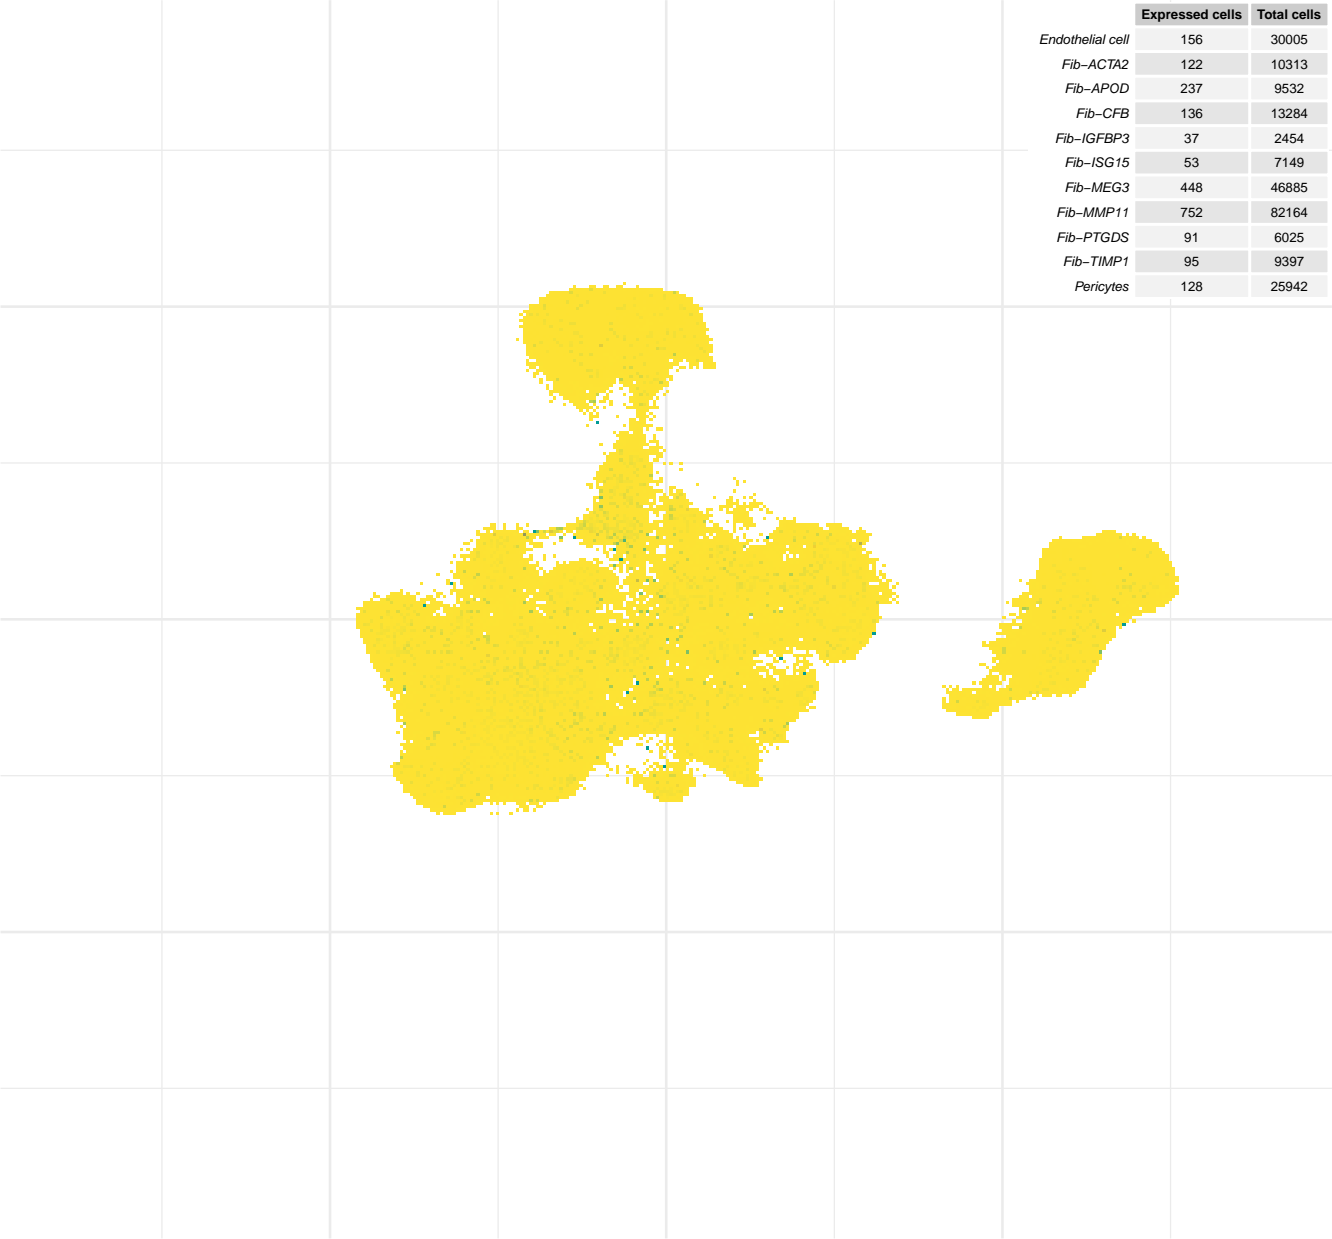 Expressed cells Total cells
Endothelial cell 156 30005
Fib−ACTA2 122 10313
Fib−APOD 237 9532
Fib−CFB 136 13284
Fib−IGFBP3 37 2454
Fib−ISG15 53 7149
Fib−MEG3 448 46885
Fib−MMP11 752 82164
Fib−PTGDS 91 6025
Fib−TIMP1 95 9397
Pericytes 128 25942